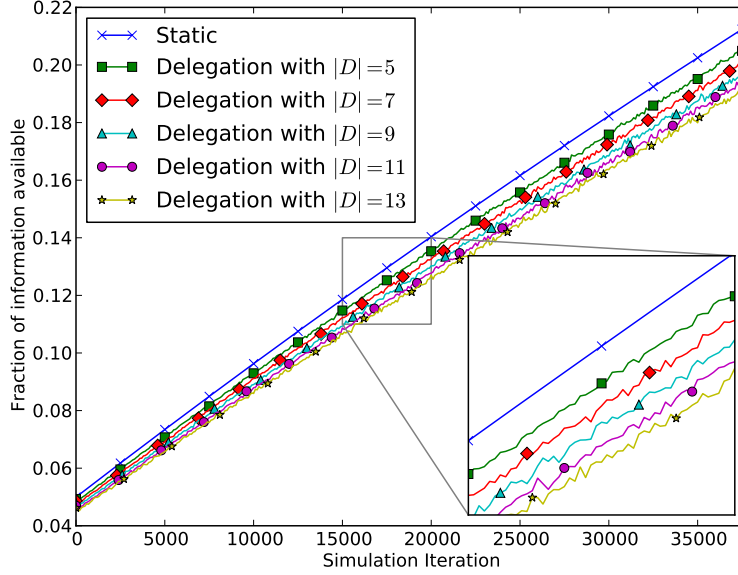 Static
Delegation with |D|=5
Delegation with |D|=7
Delegation with |D|=9
Delegation with |D|=11
Delegation with |D|=13
Fraction of information available
0.22
0.20
0.18
0.16
0.14
0.12
0.10
0.08
0.06
0.04
0 5000 10000 15000 20000 25000 30000 35000
Simulation Iteration